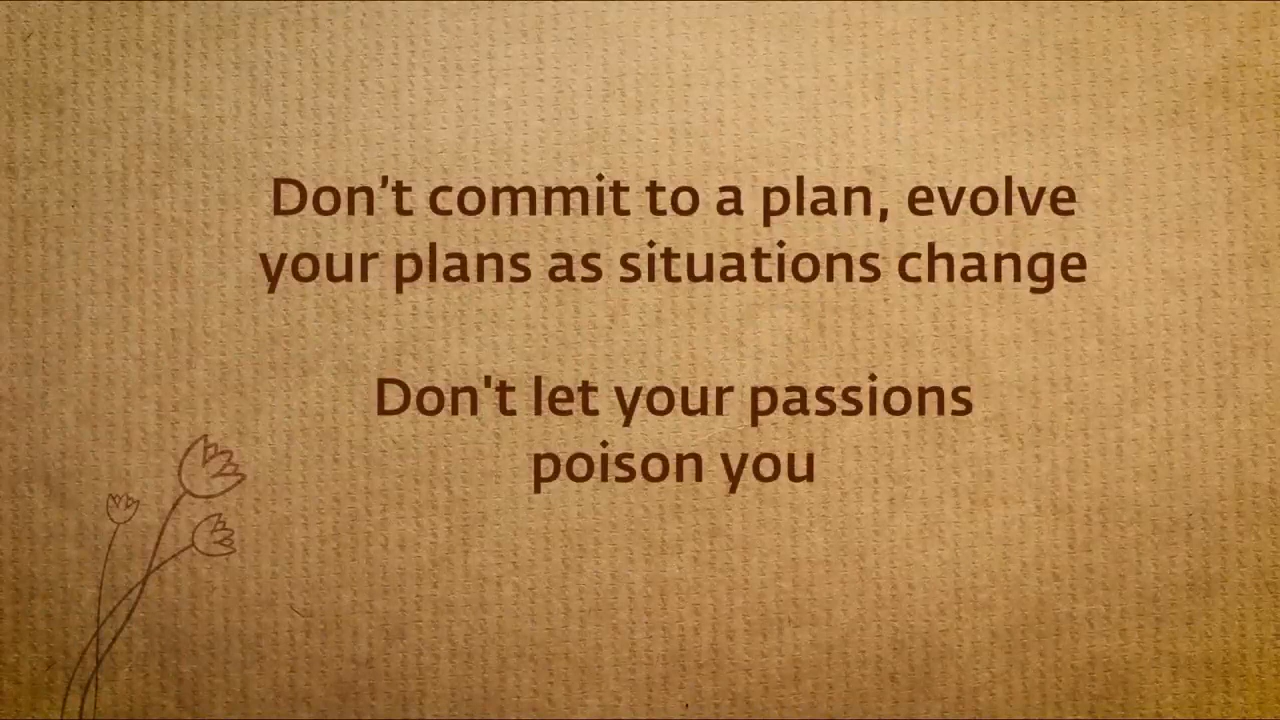 Don’t commit to a plan, evolve
your plans as situations change
Don't let your passions
poison you